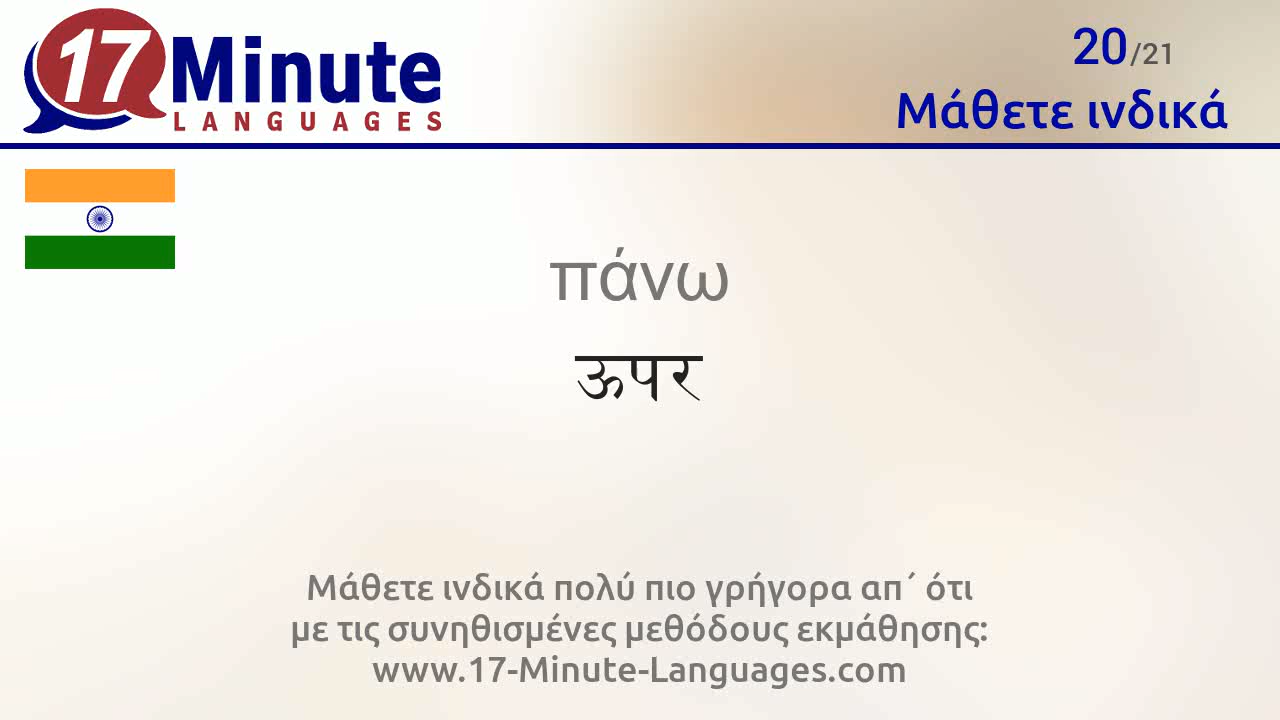 17 Minute
LANGUAGES
20/21
Μάθετε ινδικά
πάνω
ऊपर
Μάθετε ινδικά πολύ πιο γρήγορα απ΄ ότι
με τις συνηθισμένες μεθόδους εκμάθησης:
www.17-Minute-Languages.com